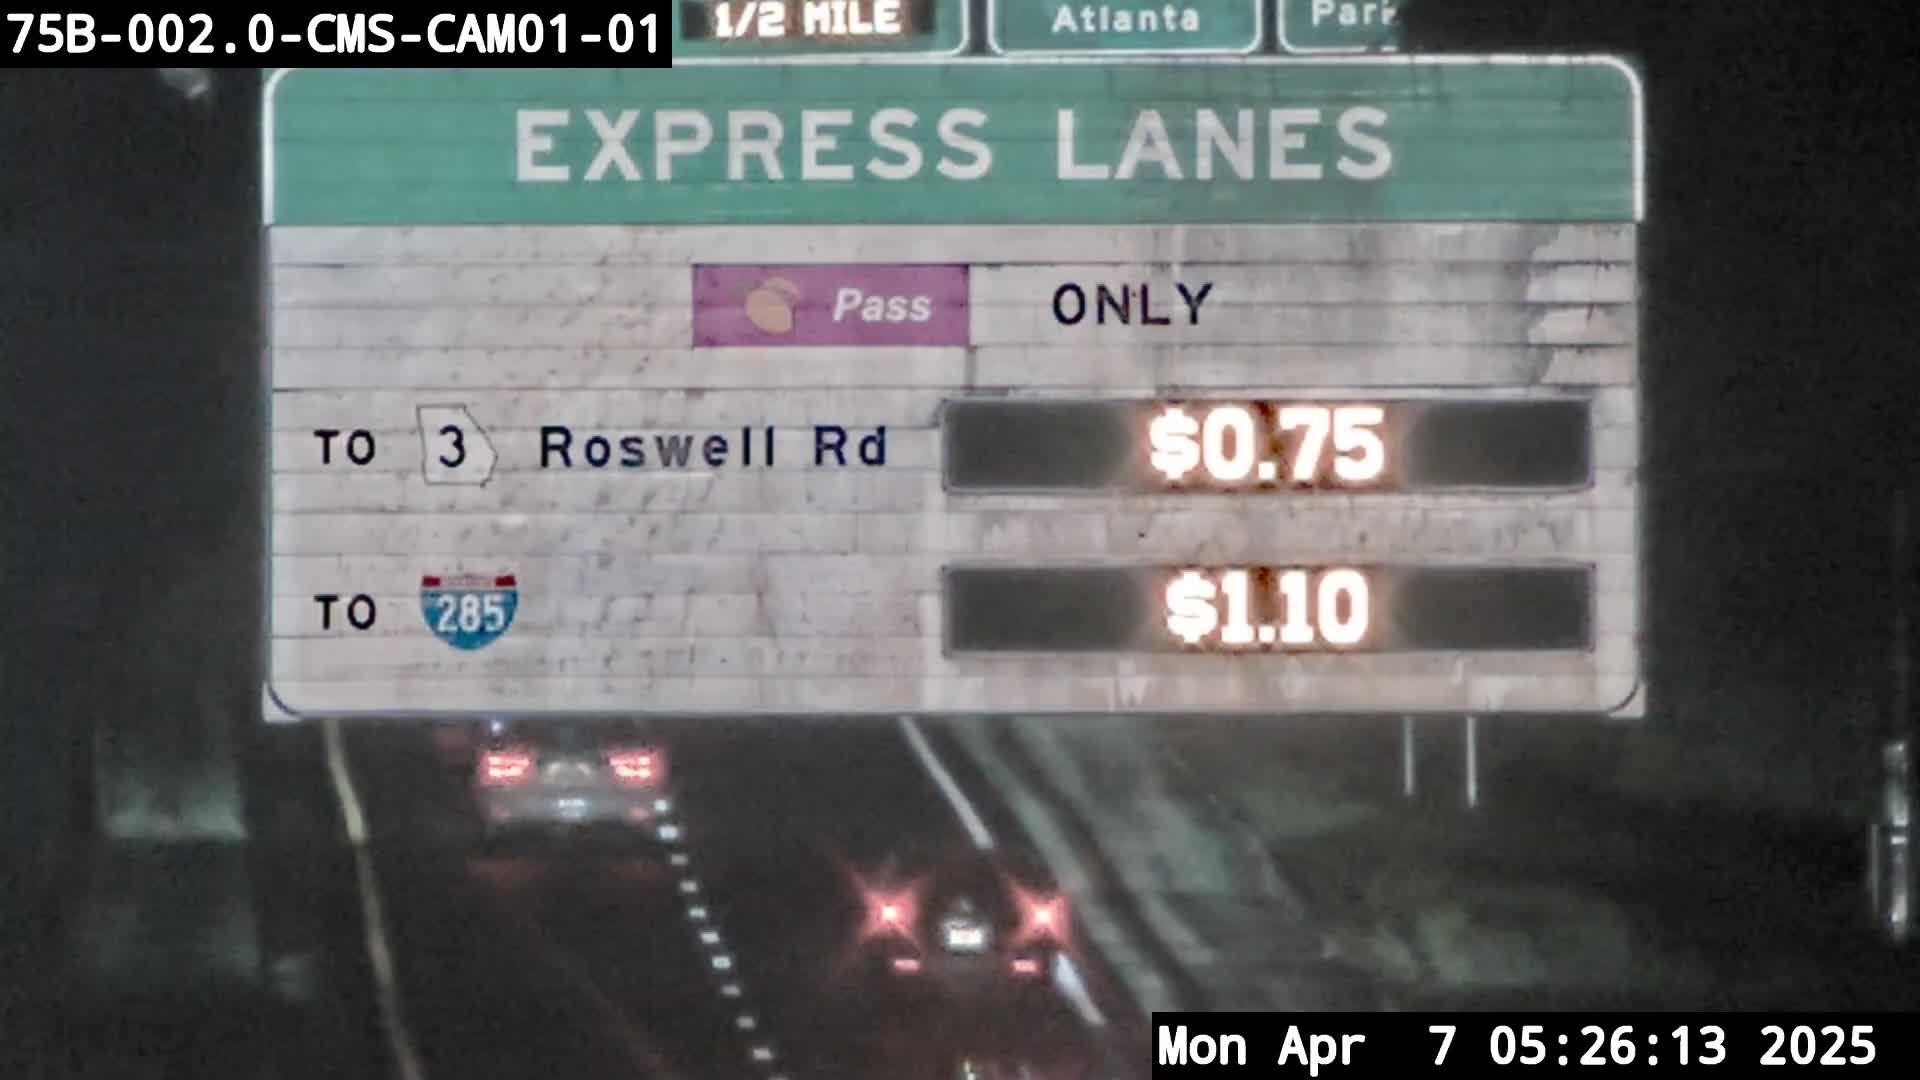 75B-002.0-CMS-CAM01-01
1/2 MILE
Atlanta
EXPRESS LANES
Pass ONLY
TO 3 Roswell Rd $0.75
TO 285 $1.10
Mon Apr 7 05:26:13 2025